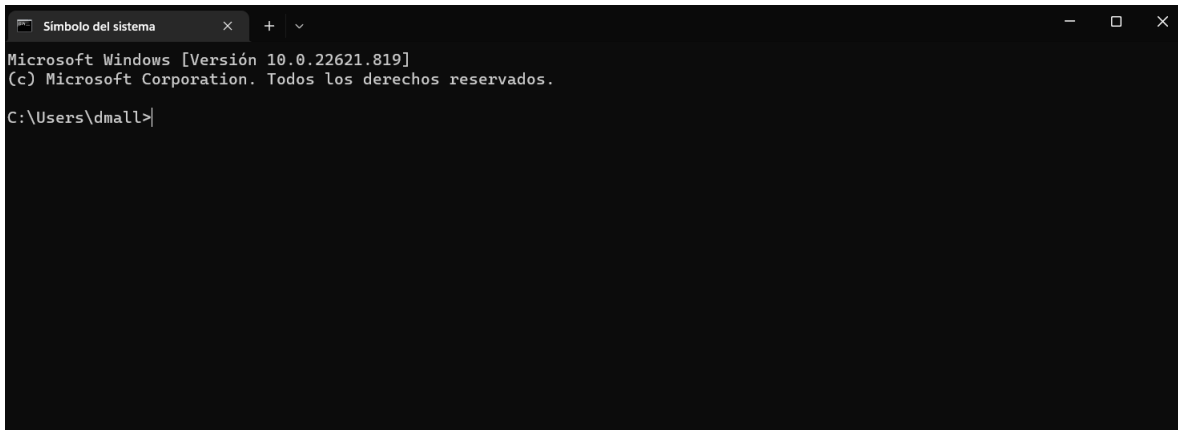 Símbolo del sistema
Microsoft Windows [Versión 10.0.22621.819]
(c) Microsoft Corporation. Todos los derechos reservados.
C:\Users\dmall>